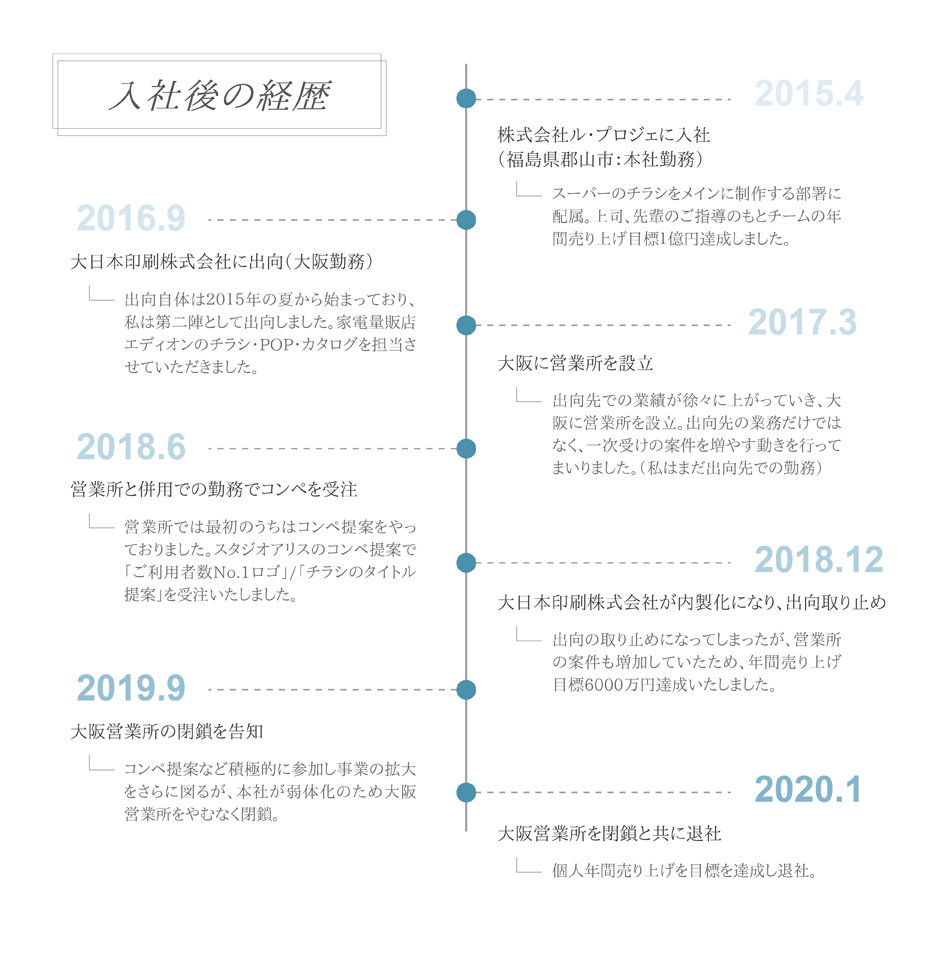 入社後の経歴
2015.4
株式会社ル・プロジェに入社
（福島県郡山市：本社勤務）
スーパーのチラシをメインに制作する部署に
配属。上司、先輩のご指導のもとチームの年
間売り上げ目標1億円達成しました。
2016.9
大日本印刷株式会社に出向（大阪勤務）
出向自体は2015年の夏から始まっており、
私は第二陣として出向しました。家電量販店
エディオンのチラシ・POP・カタログを担当さ
せていただきました。
2017.3
大阪に営業所を設立
出向先での業績が徐々に上がっていき、大
阪に営業所を設立。出向先の業務だけでは
なく、一次受けの案件を増やす動きを行って
まいりました。（私はまだ出向先での勤務）
2018.6
営業所と併用での勤務でコンペを受注
営業所では最初のうちはコンペ提案をやっ
ておりました。スタジオアリスのコンペ提案で
「ご利用者数No.1ロゴ」/「チラシのタイトル
提案」を受注いたしました。
2018.12
大日本印刷株式会社が内製化になり、出向取り止め
出向の取り止めになってしまったが、営業所
の案件も増加していたため、年間売り上げ
目標6000万円達成いたしました。
2019.9
大阪営業所の閉鎖を告知
コンペ提案など積極的に参加し事業の拡大
をさらに図るが、本社が弱体化のため大阪
営業所をやむなく閉鎖。
2020.1
大阪営業所を閉鎖と共に退社
個人年間売り上げを目標を達成し退社。